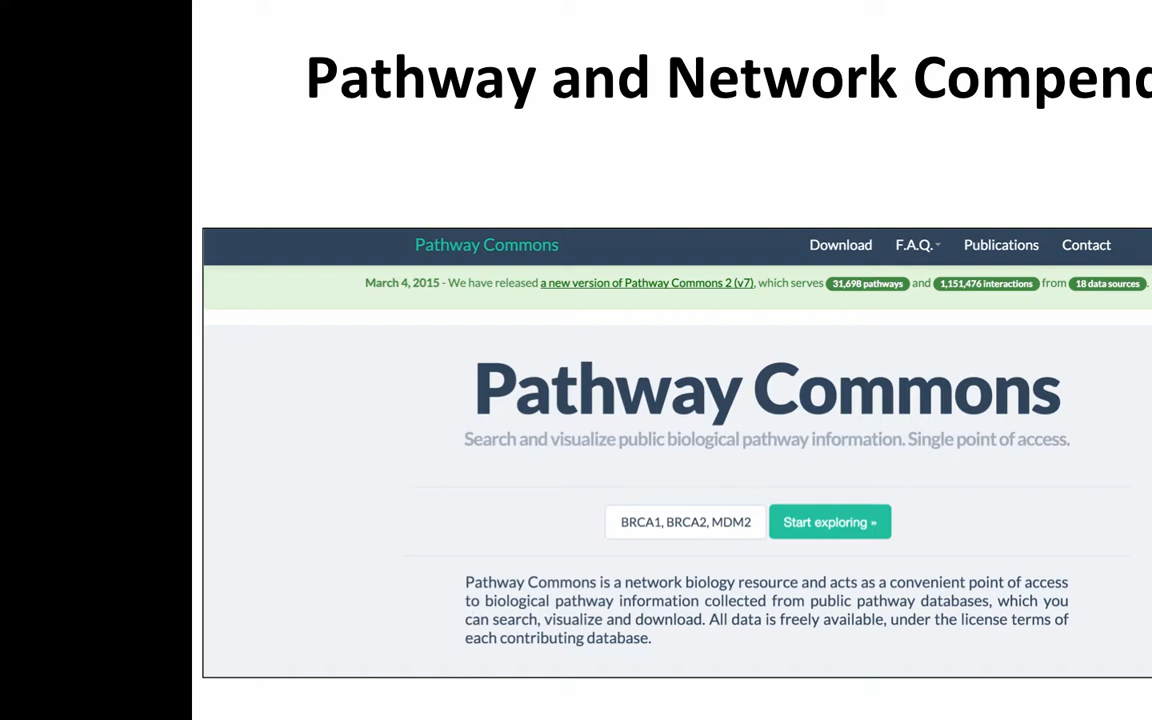 Pathway and Network Compend
Pathway Commons Download F.A.Q. Publications Contact
March 4, 2015 - We have released a new version of Pathway Commons 2 (v7), which serves 31,698 pathways and 1,151,476 interactions from 18 data sources.
Pathway Commons
Search and visualize public biological pathway information. Single point of access.
BRCA1, BRCA2, MDM2 Start exploring »
Pathway Commons is a network biology resource and acts as a convenient point of access
to biological pathway information collected from public pathway databases, which you
can search, visualize and download. All data is freely available, under the license terms of
each contributing database.